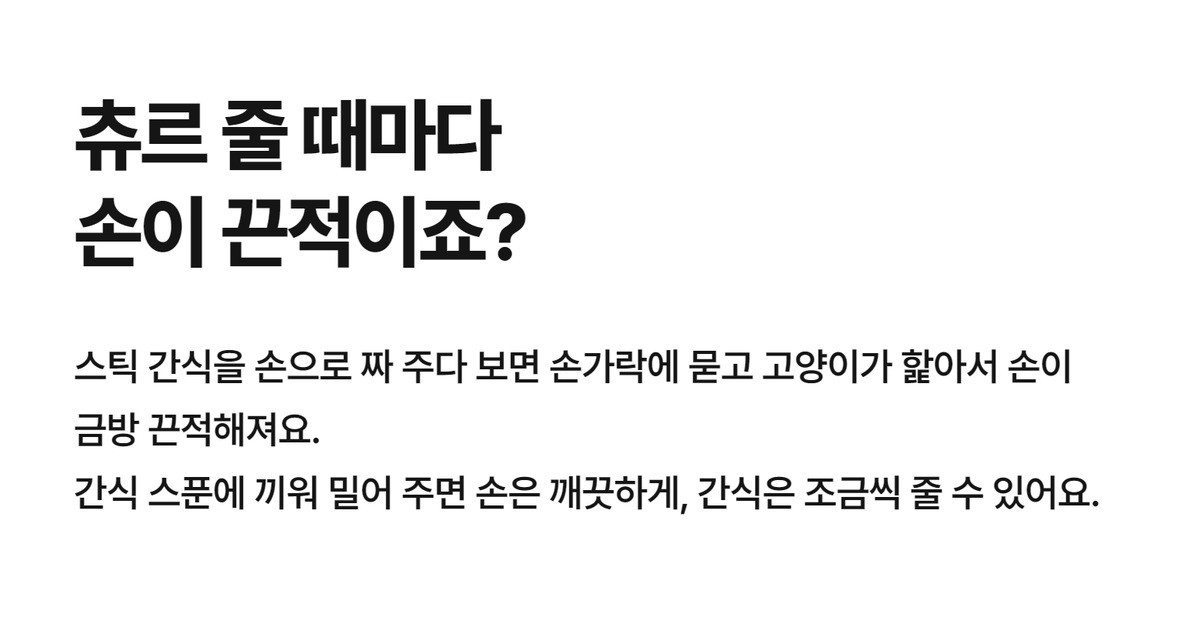 츄르 줄 때마다
손이 끈적이죠?
스틱 간식을 손으로 짜 주다 보면 손가락에 묻고 고양이가 핥아서 손이
금방 끈적해져요.
간식 스푼에 끼워 밀어 주면 손은 깨끗하게, 간식은 조금씩 줄 수 있어요.